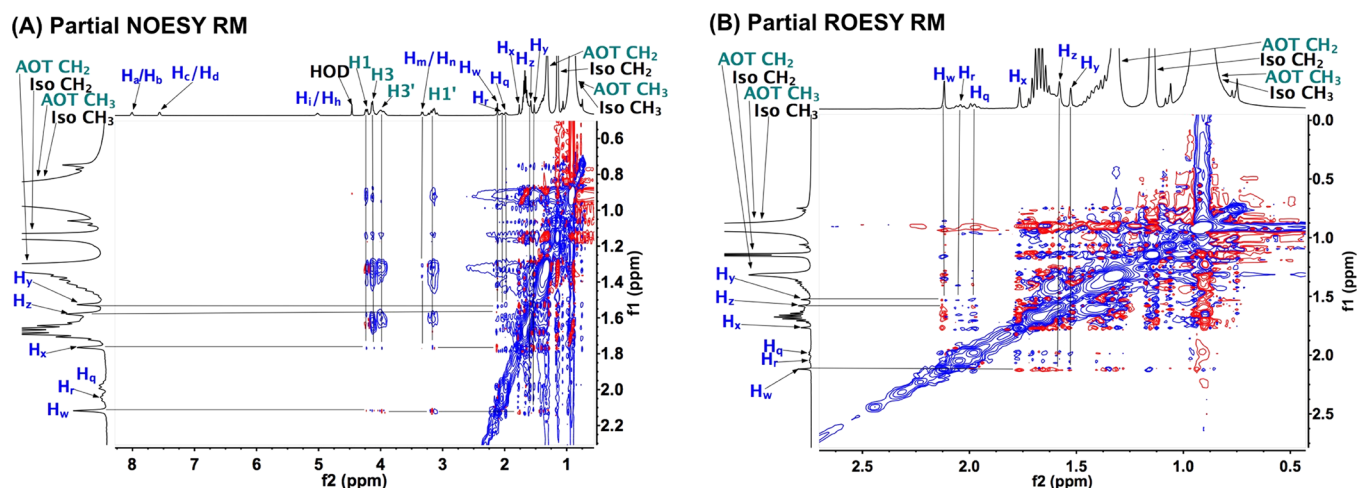 (A) Partial NOESY RM
AOT CH2
Iso CH2
AOT CH3
Iso CH3
Ha/Hb
Hc/Hd
Hi/Hh
HOD
H1
H3
H3'
H1'
Hm/Hn
Hw
Hr
Hq
Hx
Hz
Hy
AOT CH2
Iso CH2
AOT CH3
Iso CH3
Hy
Hz
Hx
Hq
Hr
Hw
0.6
0.8
1.0
1.2
1.4
1.6
1.8
2.0
2.2
f1 (ppm)
8 7 6 5 4 3 2 1
f2 (ppm)
(B) Partial ROESY RM
AOT CH2
Iso CH2
AOT CH3
Iso CH3
Hw
Hr
Hq
Hx
Hz
Hy
AOT CH2
Iso CH2
AOT CH3
Iso CH3
Hy
Hz
Hx
Hq
Hr
Hw
0.0
0.5
1.0
1.5
2.0
2.5
f1 (ppm)
2.5 2.0 1.5 1.0 0.5
f2 (ppm)